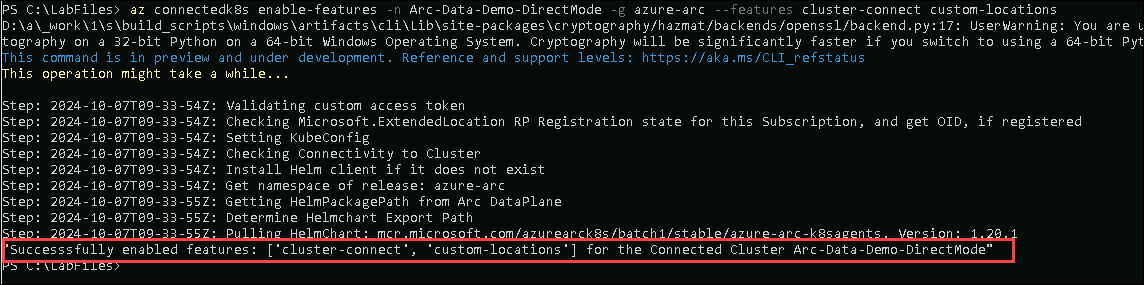 PS C:\LabFiles> az connectedk8s enable-features -n Arc-Data-Demo-DirectMode -g azure-arc --features cluster-connect custom-locations
D:\a\_work\1\s\build_scripts\windows\artifacts\cli\Lib\site-packages\cryptography/hazmat/backends/openssl/backend.py:17: UserWarning: You are u
tography on a 32-bit Python on a 64-bit Windows Operating System. Cryptography will be significantly faster if you switch to using a 64-bit Pyt
This command is in preview and under development. Reference and support levels: https://aka.ms/CLI_refstatus
This operation might take a while...
Step: 2024-10-07T09-33-54Z: Validating custom access token
Step: 2024-10-07T09-33-54Z: Checking Microsoft.ExtendedLocation RP Registration state for this Subscription, and get OID, if registered
Step: 2024-10-07T09-33-54Z: Setting KubeConfig
Step: 2024-10-07T09-33-54Z: Checking Connectivity to Cluster
Step: 2024-10-07T09-33-54Z: Install Helm client if it does not exist
Step: 2024-10-07T09-33-54Z: Get namespace of release: azure-arc
Step: 2024-10-07T09-33-55Z: Getting HelmPackagePath from Arc DataPlane
Step: 2024-10-07T09-33-55Z: Determine Helmchart Export Path
Step: 2024-10-07T09-33-55Z: Pulling HelmChart: mcr.microsoft.com/azurearck8s/batch1/stable/azure-arc-k8sagents, Version: 1.20.1
"Successsfully enabled features: ['cluster-connect', 'custom-locations'] for the Connected Cluster Arc-Data-Demo-DirectMode"
PS C:\LabFiles>